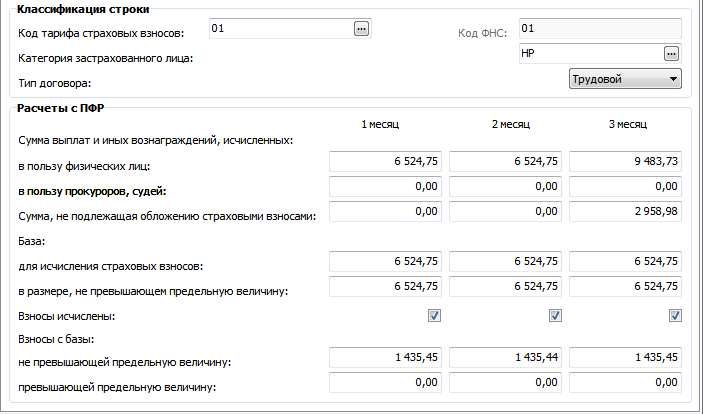 Классификация строки
Код тарифа страховых взносов: 01 ... Код ФНС: 01
Категория застрахованного лица: НР ...
Тип договора: Трудовой
Расчеты с ПФР
1 месяц 2 месяц 3 месяц
Сумма выплат и иных вознаграждений, исчисленных:
в пользу физических лиц: 6 524,75 6 524,75 9 483,73
в пользу прокуроров, судей: 0,00 0,00 0,00
Сумма, не подлежащая обложению страховыми взносами: 0,00 0,00 2 958,98
База:
для исчисления страховых взносов: 6 524,75 6 524,75 6 524,75
в размере, не превышающем предельную величину: 6 524,75 6 524,75 6 524,75
Взносы исчислены:
Взносы с базы:
не превышающей предельную величину: 1 435,45 1 435,44 1 435,45
превышающей предельную величину: 0,00 0,00 0,00